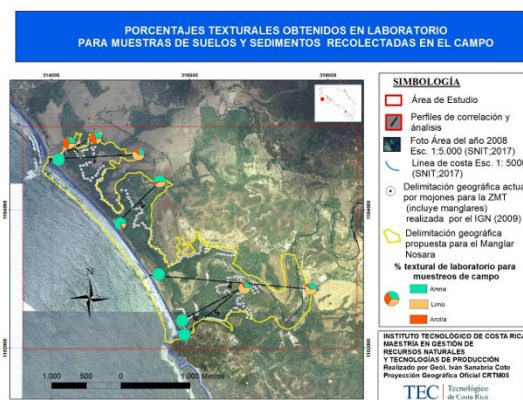 PORCENTAJES TEXTURALES OBTENIDOS EN LABORATORIO
PARA MUESTRAS DE SUELOS Y SEDIMENTOS RECOLECTADAS EN EL CAMPO
314000
316000
318000
1104000
1102000
N
1,000 500 0 1,000 Metros
SIMBOLOGÍA
Área de Estudio
Perfiles de correlación y
ánalisis
Foto Área del año 2008
Esc. 1:5.000 (SNIT;2017)
Linea de costa Esc. 1: 5000
(SNIT;2017)
Delimitación geográfica actual
por mojones para la ZMT
(incluye manglares)
realizado por el IGN (2009)
Delimitación geográfica
propuesta para el Manglar
Nosara
% textural de laboratorio para
muestreos de campo
Arena
Limo
Arcilla
INSTITUTO TECNOLÓGICO DE COSTA RICA
MAESTRÍA EN GESTIÓN DE
RECURSOS NATURALES
Y TECNOLOGÍAS DE PRODUCCIÓN
Realizado por Geól. Iván Sanabria Coto
Proyección Geográfica Oficial CRTM05
TEC Tecnológico
de Costa Rica